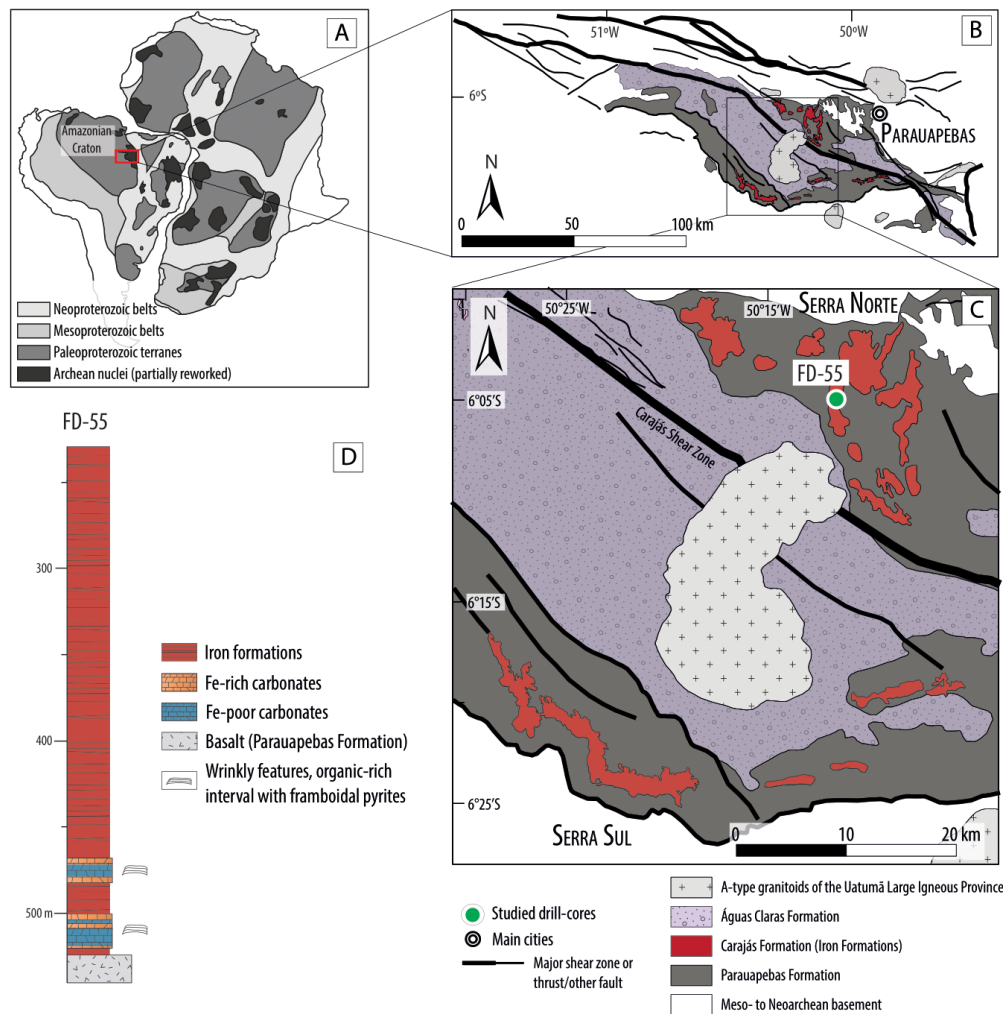 A
Amazonian
Craton
Neoproterozoic belts
Mesoproterozoic belts
Paleoproterozoic terranes
Archean nuclei (partially reworked)
B
51ºW
50ºW
6ºS
PARAUAPEBAS
N
0
50
100 km
C
N
50°25'W
50°15'W
SERRA NORTE
FD-55
6°05'S
Carajás Shear Zone
6°15'S
6°25'S
SERRA SUL
0
10
20 km
Studied drill-cores
Main cities
Major shear zone or
thrust/other fault
A-type granitoids of the Uatumã Large Igneous Province
Águas Claras Formation
Carajás Formation (Iron Formations)
Parauapebas Formation
Meso- to Neoarchean basement
FD-55
D
300
400
500 m
Iron formations
Fe-rich carbonates
Fe-poor carbonates
Basalt (Parauapebas Formation)
Wrinkly features, organic-rich
interval with framboidal pyrites